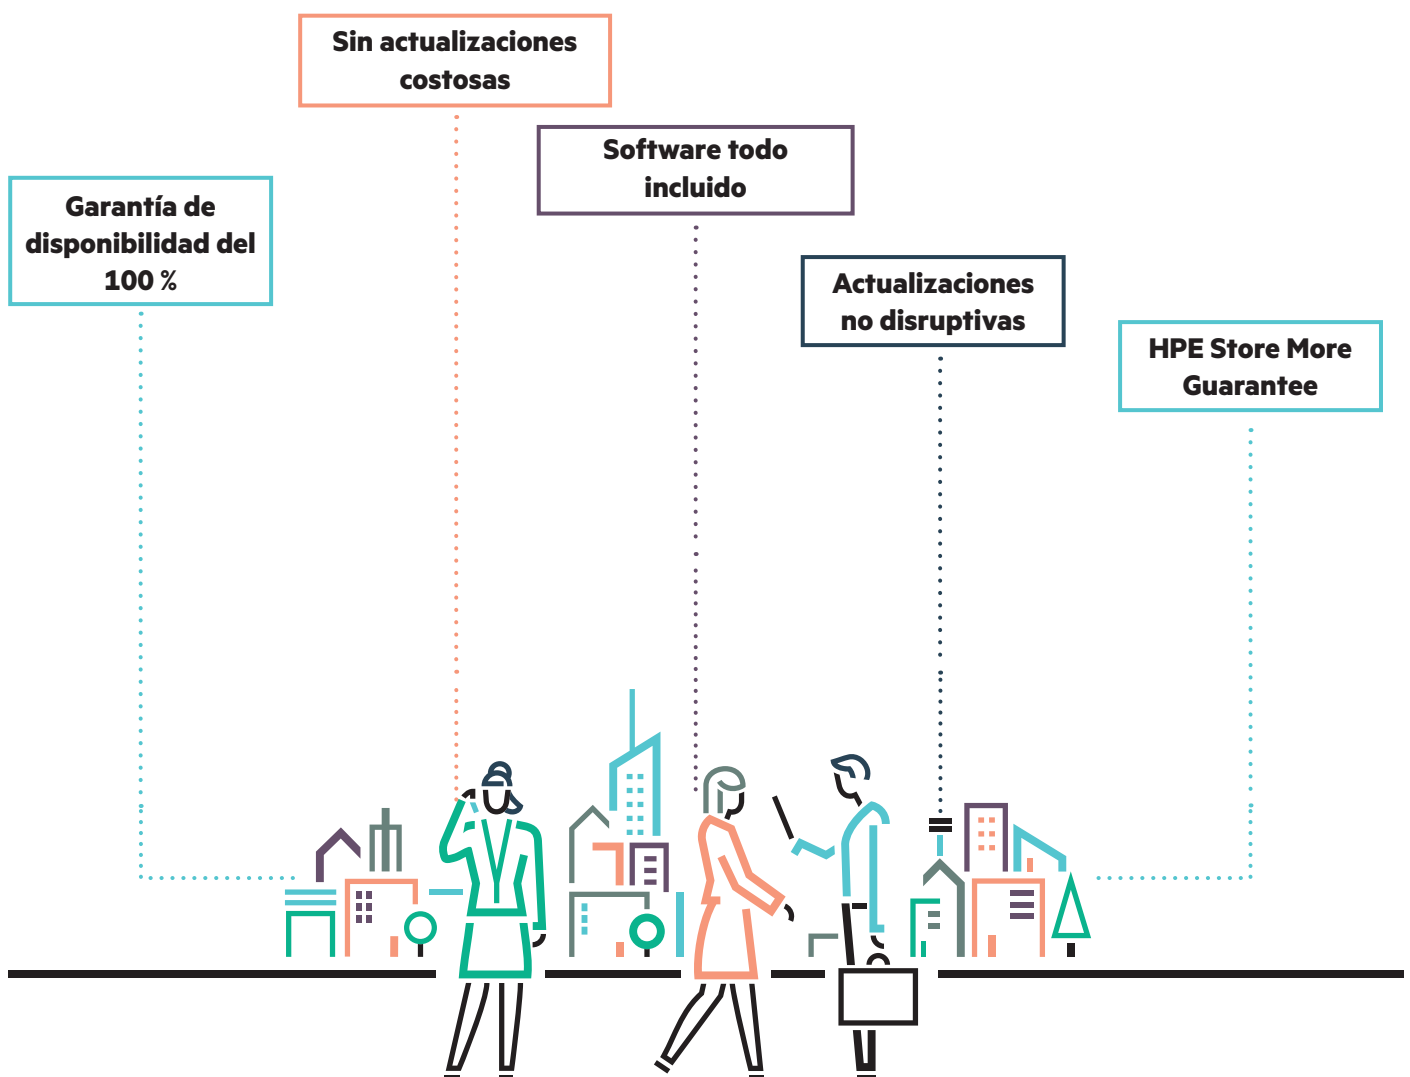 Sin actualizaciones
costosas
Software todo
incluido
Garantía de
disponibilidad del
100 %
Actualizaciones
no disruptivas
HPE Store More
Guarantee